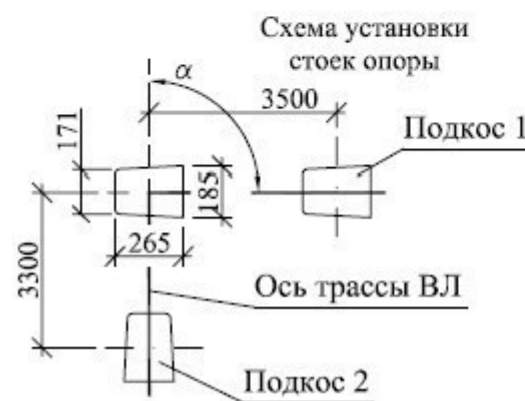 Схема установки
стоек опоры
α
3500
Подкос 1
171
185
265
3300
Ось трассы ВЛ
Подкос 2